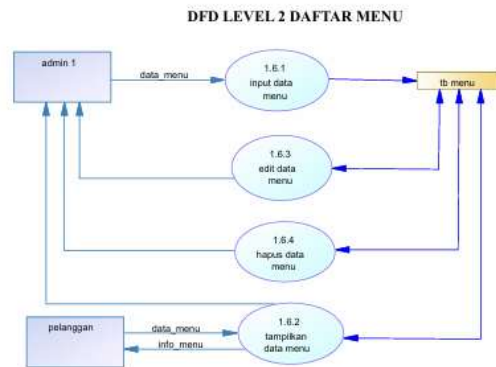 DFD LEVEL 2 DAFTAR MENU
admin 1
data_menu
1.6.1
input data
menu
tb menu
1.6.3
edit data
menu
1.6.4
hapus data
menu
pelanggan
data_menu
info_menu
1.6.2
tampilkan
data menu